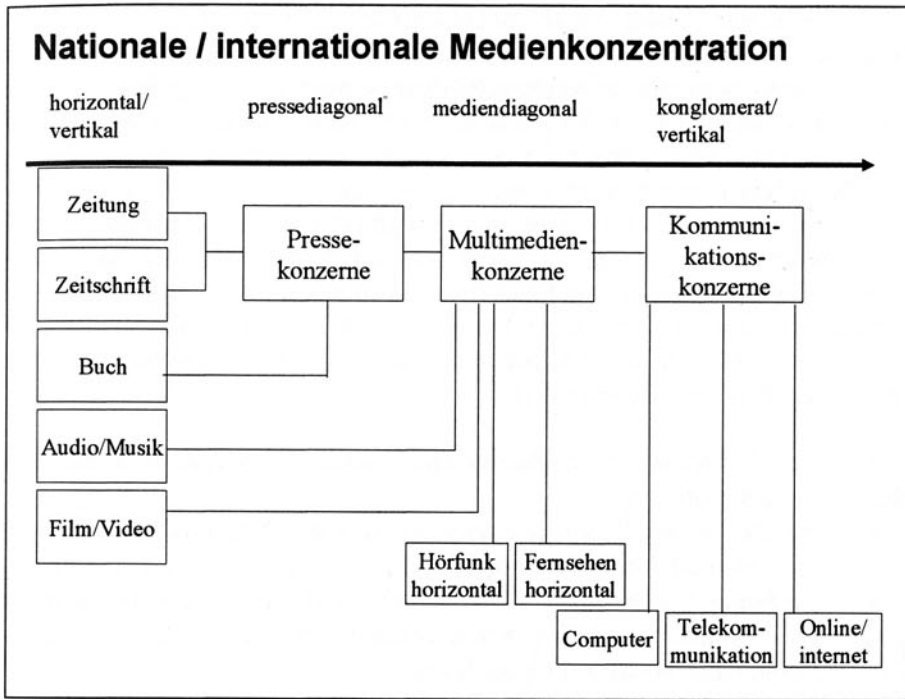 Nationale / internationale Medienkonzentration
horizontal/
vertikal
pressediagonal
mediendiagonal
konglomerat/
vertikal
Zeitung
Zeitschrift
Buch
Audio/Musik
Film/Video
Presse-
konzerne
Multimedien-
konzerne
Kommuni-
kations-
konzerne
Hörfunk
horizontal
Fernsehen
horizontal
Computer
Telekom-
munikation
Online/
internet